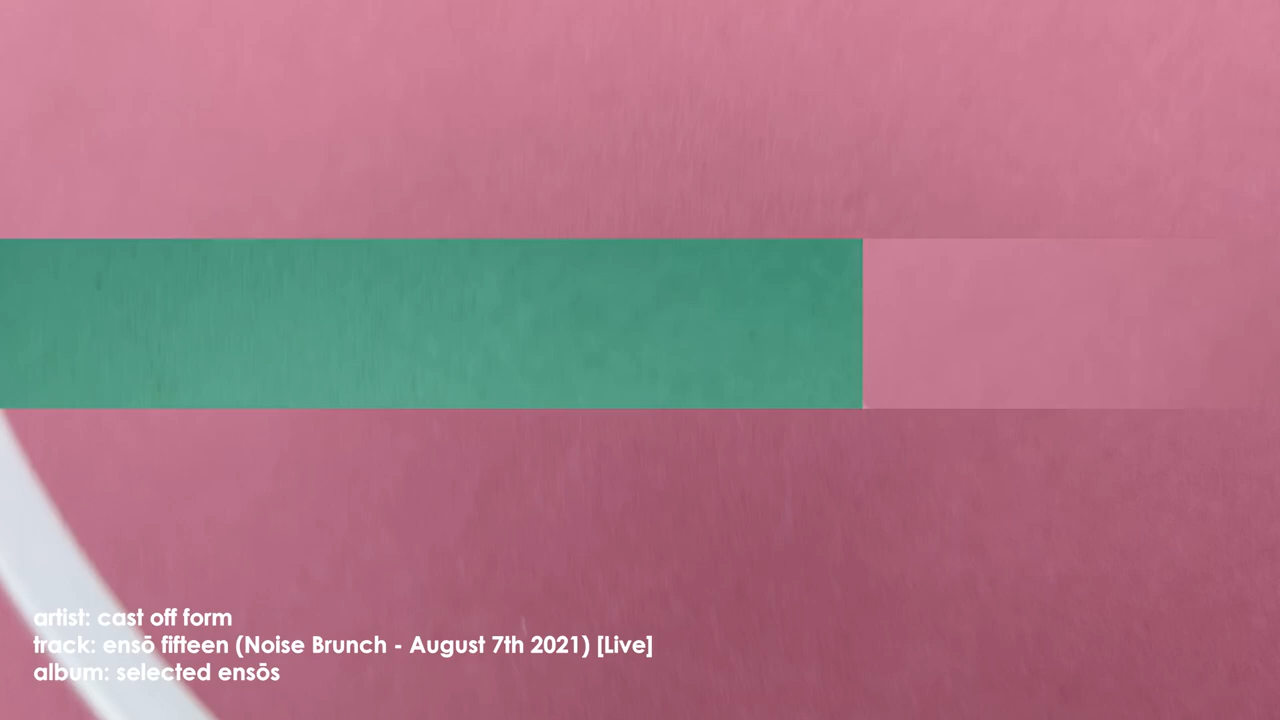 artist: cast off form
track: ensō fifteen (Noise Brunch - August 7th 2021) [Live]
album: selected ensōs